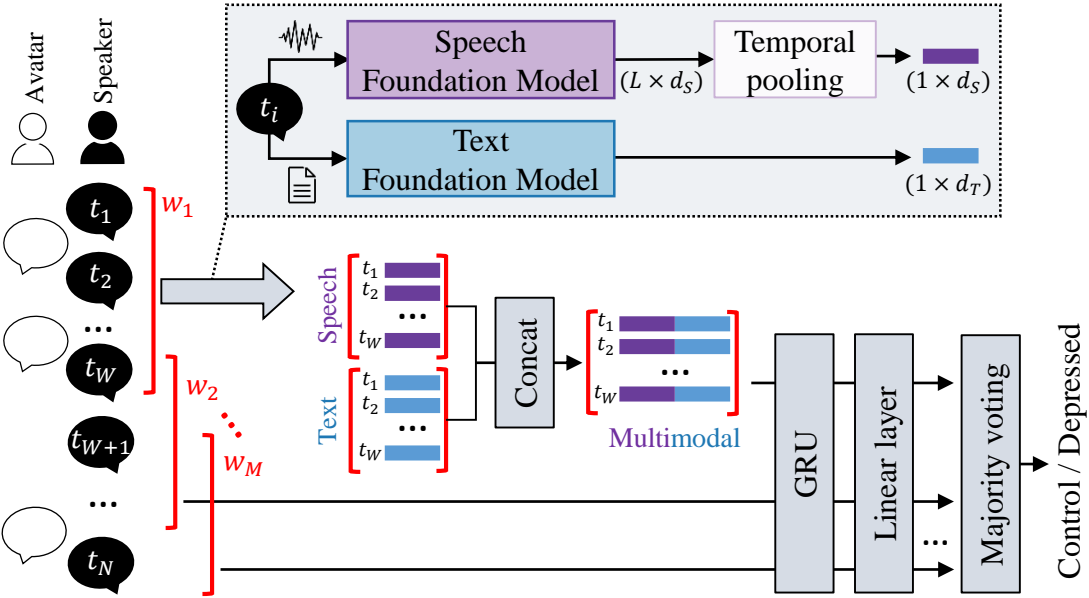 Avatar
Speaker
t_i
Speech
Foundation Model
(L × d_S)
Temporal
pooling
(1 × d_S)
Text
Foundation Model
(1 × d_T)
t_1
t_2
...
t_W
t_{W+1}
...
t_N
w_1
w_2
w_M
Speech
t_1
t_2
...
t_W
Text
t_1
t_2
...
t_W
Concat
t_1
t_2
...
t_W
Multimodal
GRU
Linear layer
...
Majority voting
Control / Depressed